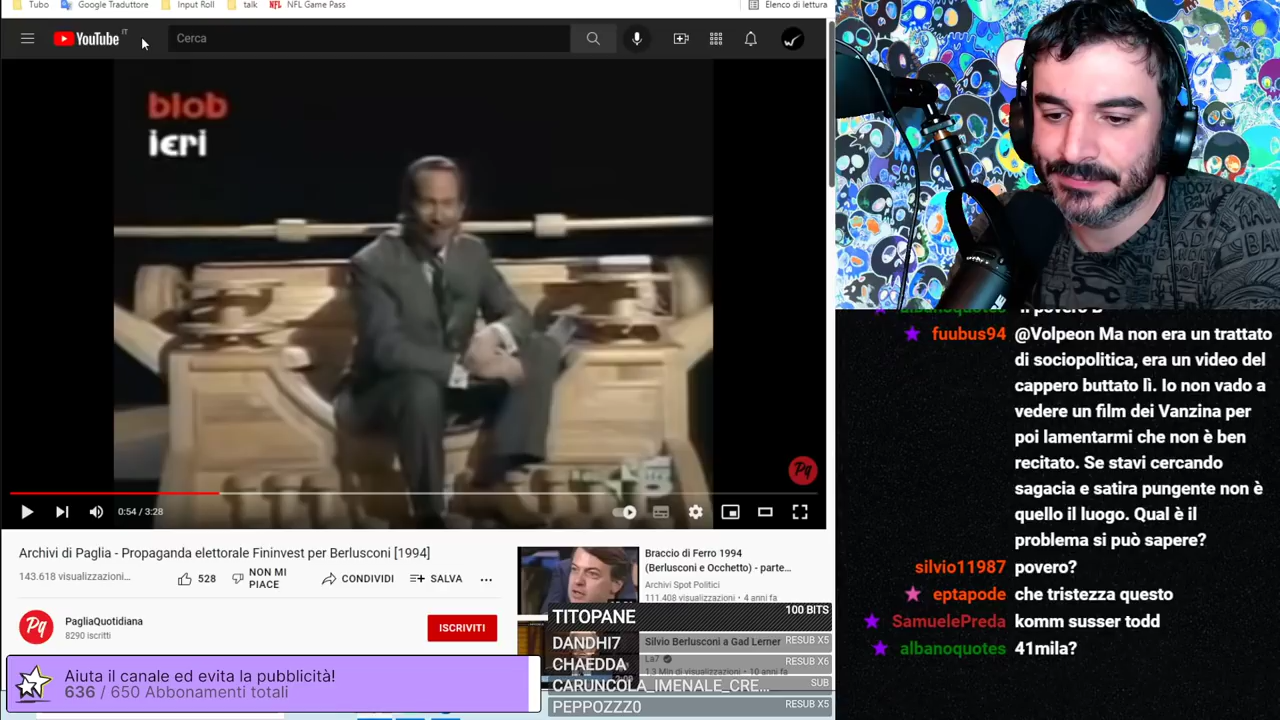 Tubo
Google Traduttore
Input Roll
talk
NFL Game Pass
Elenco di lettura
YouTube IT
Cerca
blob
ieri
Pq
0:54 / 3:28
Archivi di Paglia - Propaganda elettorale Fininvest per Berlusconi [1994]
143.618 visualizzazioni...
528
NON MI PIACE
CONDIVIDI
SALVA
PagliaQuotidiana
8290 iscritti
ISCRIVITI
Braccio di Ferro 1994
(Berlusconi e Occhetto) - parte...
Archivi Spot Politici
111.408 visualizzazioni • 4 anni fa
Silvio Berlusconi a Gad Lerner
La7
TITOPANE 100 BITS
DANDHI7 RESUB X5
CHAEDDA RESUB X6
CARUNCOLA_IMENALE_CRE... SUB
PEPPOZZZ0 RESUB X5
Aiuta il canale ed evita la pubblicità!
636 / 650 Abbonamenti totali
albanoquotes il povero B
fuubus94 @Volpeon Ma non era un trattato
di sociopolitica, era un video del
cappero buttato lì. Io non vado a
vedere un film dei Vanzina per
poi lamentarmi che non è ben
recitato. Se stavi cercando
sagacia e satira pungente non è
quello il luogo. Qual è il
problema si può sapere?
silvio11987 povero?
eptapode che tristezza questo
SamuelePreda komm susser todd
albanoquotes 41mila?